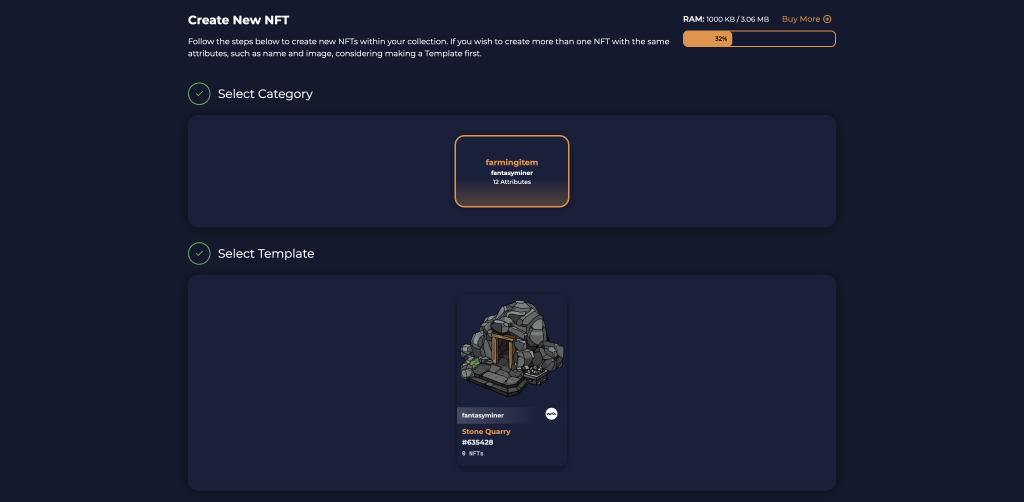 Create New NFT
RAM: 1000 KB / 3.06 MB Buy More
Follow the steps below to create new NFTs within your collection. If you wish to create more than one NFT with the same
attributes, such as name and image, considering making a Template first.
32%
Select Category
farmingitem
fantasyminer
12 Attributes
Select Template
fantasyminer
Stone Quarry
#635428
0 NFTs